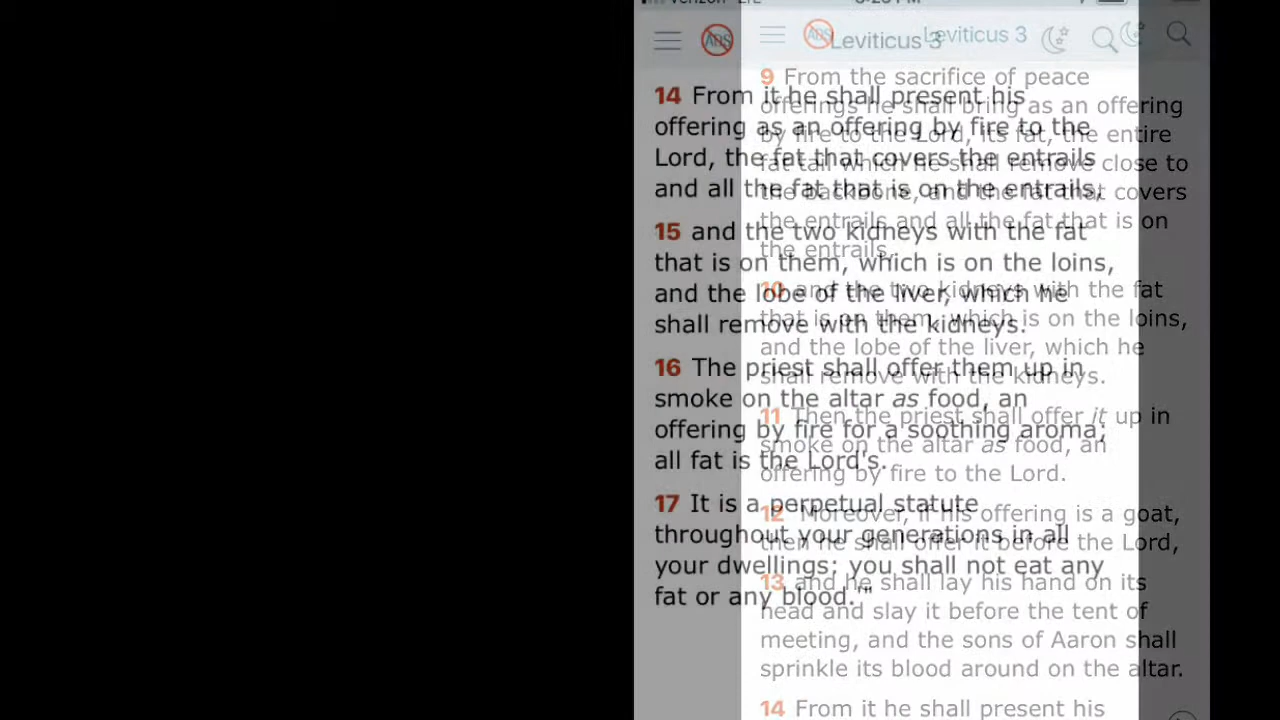 Leviticus 3
14 From it he shall present his
offering as an offering by fire to the
Lord, the fat that covers the entrails
and all the fat that is on the entrails,
15 and the two kidneys with the fat
that is on them, which is on the loins,
and the lobe of the liver, which he
shall remove with the kidneys.
16 The priest shall offer them up in
smoke on the altar as food, an
offering by fire for a soothing aroma;
all fat is the Lord's.
17 It is a perpetual statute
throughout your generations in all
your dwellings: you shall not eat any
fat or any blood.'"
Leviticus 3
9 From the sacrifice of peace
offerings he shall bring as an offering
by fire to the Lord, its fat, the entire
fat tail which he shall remove close to
the backbone, and the fat that covers
the entrails and all the fat that is on
the entrails,
10 and the two kidneys with the fat
that is on them, which is on the loins,
and the lobe of the liver, which he
shall remove with the kidneys.
11 Then the priest shall offer it up in
smoke on the altar as food, an
offering by fire to the Lord.
12 Moreover, if his offering is a goat,
then he shall offer it before the Lord,
13 and he shall lay his hand on its
head and slay it before the tent of
meeting, and the sons of Aaron shall
sprinkle its blood around on the altar.
14 From it he shall present his